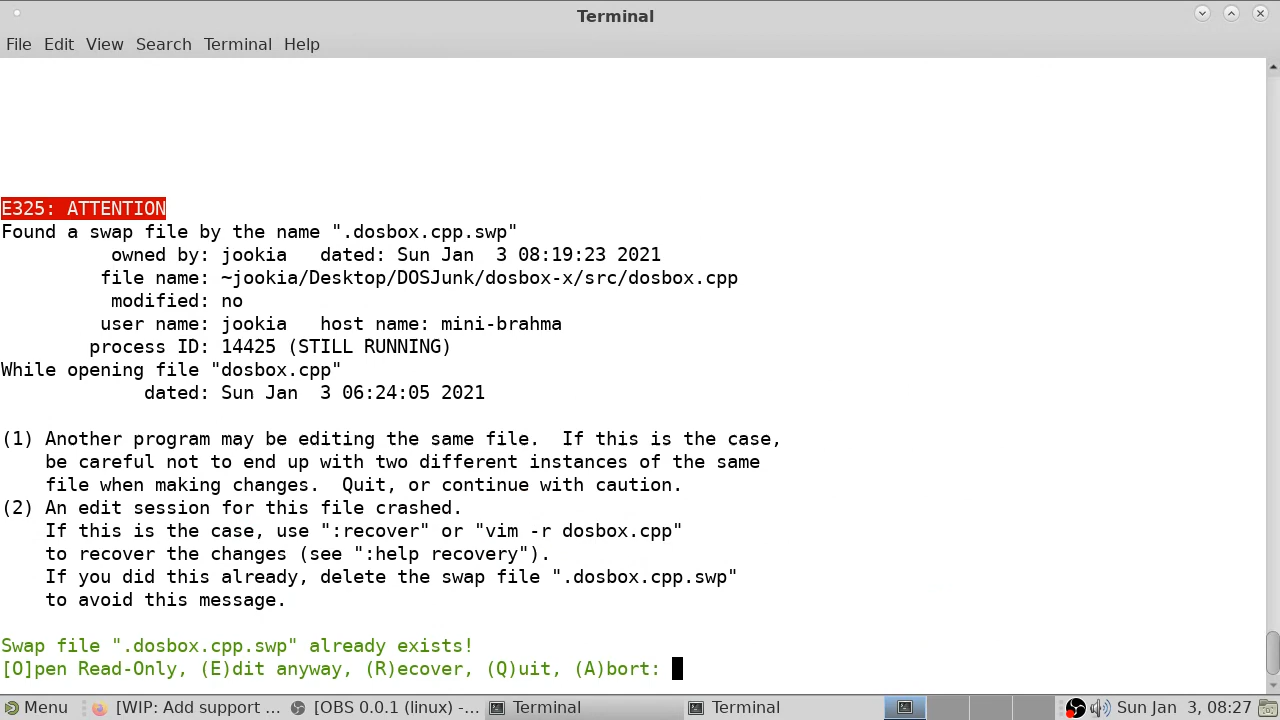 Terminal
File Edit View Search Terminal Help
E325: ATTENTION
Found a swap file by the name ".dosbox.cpp.swp"
owned by: jookia   dated: Sun Jan  3 08:19:23 2021
file name: ~jookia/Desktop/DOSJunk/dosbox-x/src/dosbox.cpp
modified: no
user name: jookia   host name: mini-brahma
process ID: 14425 (STILL RUNNING)
While opening file "dosbox.cpp"
dated: Sun Jan  3 06:24:05 2021
(1) Another program may be editing the same file.  If this is the case,
be careful not to end up with two different instances of the same
file when making changes.  Quit, or continue with caution.
(2) An edit session for this file crashed.
If this is the case, use ":recover" or "vim -r dosbox.cpp"
to recover the changes (see ":help recovery").
If you did this already, delete the swap file ".dosbox.cpp.swp"
to avoid this message.
Swap file ".dosbox.cpp.swp" already exists!
[O]pen Read-Only, (E)dit anyway, (R)ecover, (Q)uit, (A)bort:
Menu [WIP: Add support ... [OBS 0.0.1 (linux) -... Terminal Terminal Sun Jan  3, 08:27